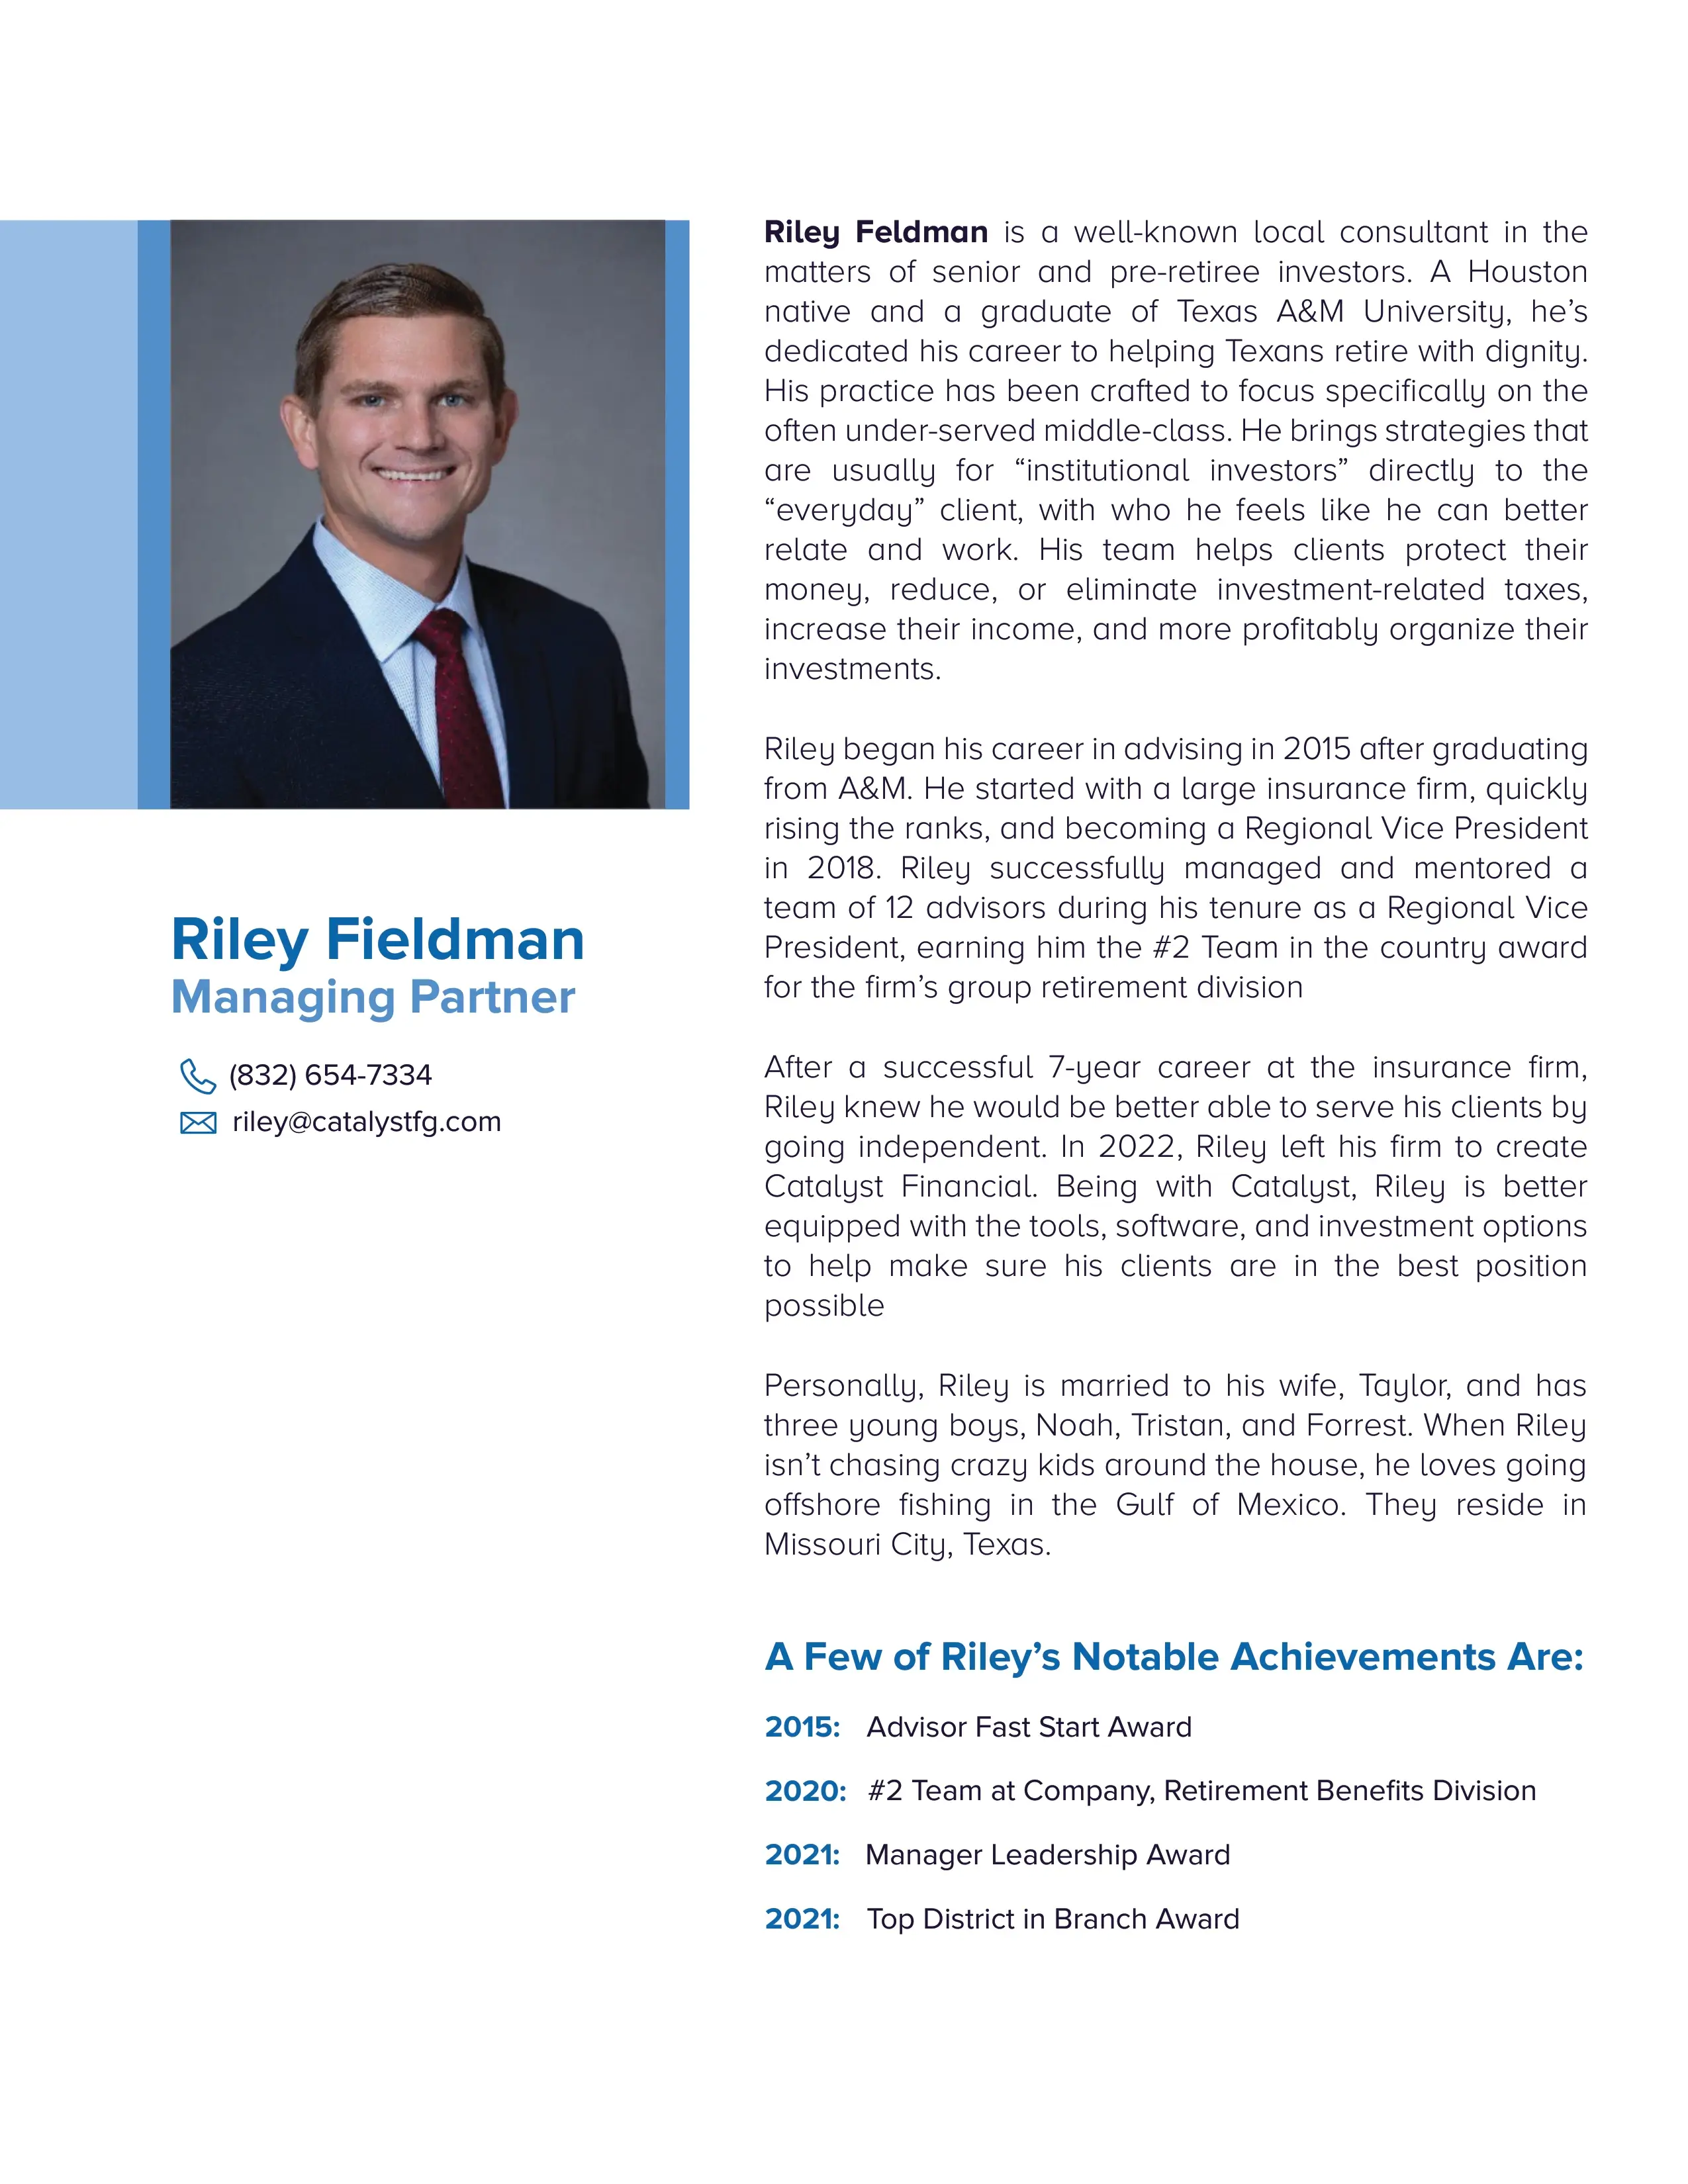 Riley Fieldman
Managing Partner
(832) 654-7334
riley@catalystfg.com
Riley Feldman is a well-known local consultant in the
matters of senior and pre-retiree investors. A Houston
native and a graduate of Texas A&M University, he’s
dedicated his career to helping Texans retire with dignity.
His practice has been crafted to focus specifically on the
often under-served middle-class. He brings strategies that
are usually for “institutional investors” directly to the
“everyday” client, with who he feels like he can better
relate and work. His team helps clients protect their
money, reduce, or eliminate investment-related taxes,
increase their income, and more profitably organize their
investments.
Riley began his career in advising in 2015 after graduating
from A&M. He started with a large insurance firm, quickly
rising the ranks, and becoming a Regional Vice President
in 2018. Riley successfully managed and mentored a
team of 12 advisors during his tenure as a Regional Vice
President, earning him the #2 Team in the country award
for the firm’s group retirement division
After a successful 7-year career at the insurance firm,
Riley knew he would be better able to serve his clients by
going independent. In 2022, Riley left his firm to create
Catalyst Financial. Being with Catalyst, Riley is better
equipped with the tools, software, and investment options
to help make sure his clients are in the best position
possible
Personally, Riley is married to his wife, Taylor, and has
three young boys, Noah, Tristan, and Forrest. When Riley
isn’t chasing crazy kids around the house, he loves going
offshore fishing in the Gulf of Mexico. They reside in
Missouri City, Texas.
A Few of Riley’s Notable Achievements Are:
2015: Advisor Fast Start Award
2020: #2 Team at Company, Retirement Benefits Division
2021: Manager Leadership Award
2021: Top District in Branch Award